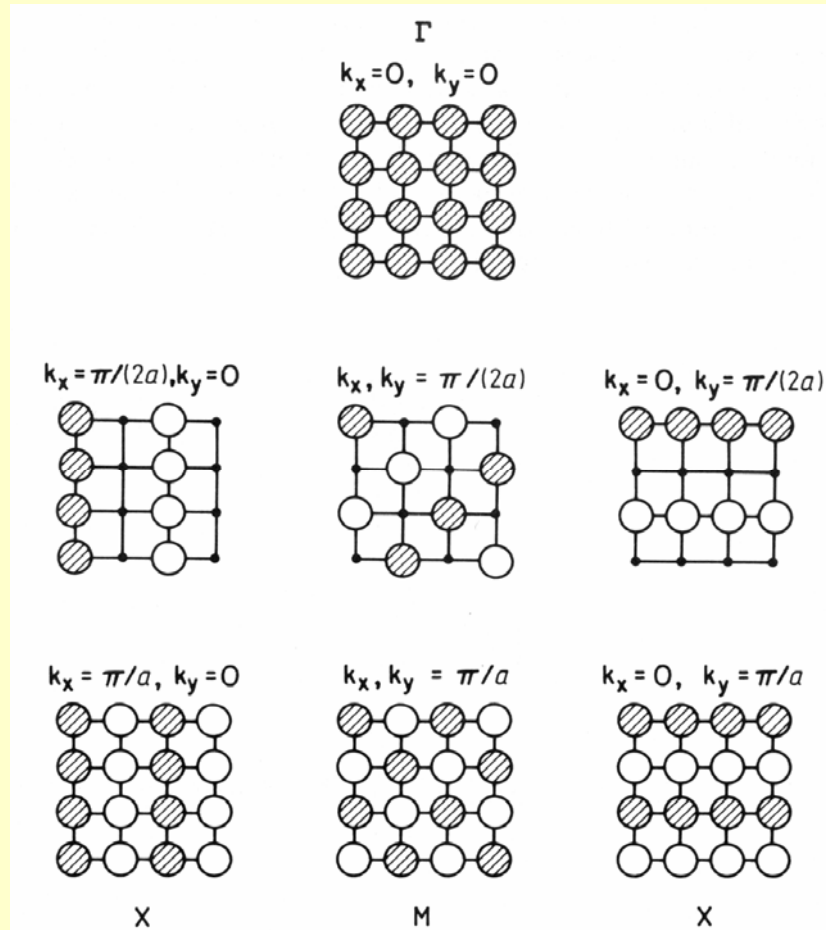 Γ
k_x=0, k_y=0
k_x=π/(2a), k_y=0
k_x, k_y = π/(2a)
k_x=0, k_y=π/(2a)
k_x=π/a, k_y=0
k_x, k_y = π/a
k_x=0, k_y=π/a
X
M
X